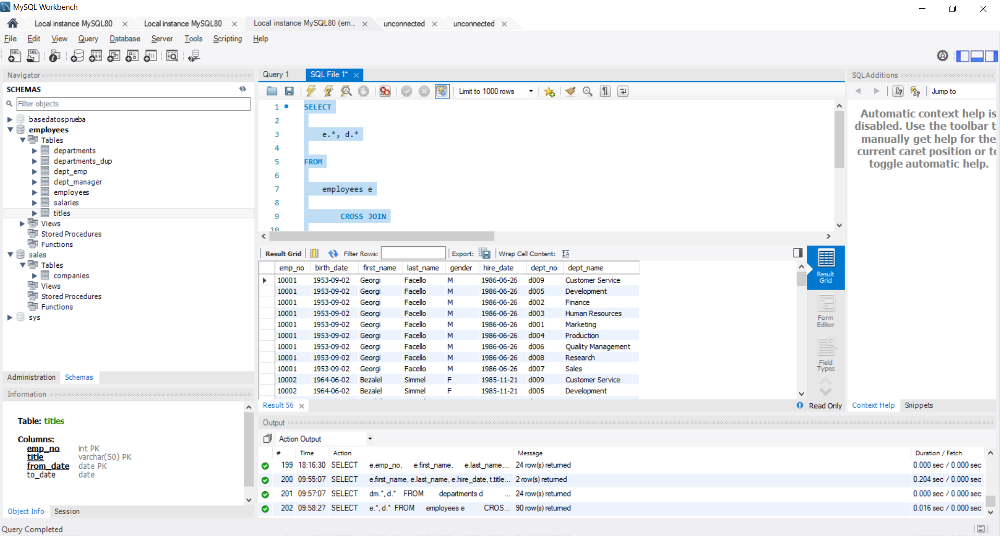 MySQL Workbench
Local instance MySQL80
Local instance MySQL80
Local instance MySQL80 (em...
unconnected
unconnected
File Edit View Query Database Server Tools Scripting Help
Navigator
SCHEMAS
Filter objects
basedatosprueba
employees
Tables
departments
departments_dup
dept_emp
dept_manager
employees
salaries
titles
Views
Stored Procedures
Functions
sales
Tables
companies
Views
Stored Procedures
Functions
sys
Administration Schemas
Information
Table: titles
Columns:
emp_no int PK
title varchar(50) PK
from_date date PK
to_date date
Object Info Session
Query 1 SQL File 1*
Limit to 1000 rows
1 SELECT
2
3 e.*, d.*
4
5 FROM
6
7 employees e
8
9 CROSS JOIN
10
Result Grid Filter Rows: Export: Wrap Cell Content:
emp_no birth_date first_name last_name gender hire_date dept_no dept_name
10001 1953-09-02 Georgi Facello M 1986-06-26 d009 Customer Service
10001 1953-09-02 Georgi Facello M 1986-06-26 d005 Development
10001 1953-09-02 Georgi Facello M 1986-06-26 d002 Finance
10001 1953-09-02 Georgi Facello M 1986-06-26 d003 Human Resources
10001 1953-09-02 Georgi Facello M 1986-06-26 d001 Marketing
10001 1953-09-02 Georgi Facello M 1986-06-26 d004 Production
10001 1953-09-02 Georgi Facello M 1986-06-26 d006 Quality Management
10001 1953-09-02 Georgi Facello M 1986-06-26 d008 Research
10001 1953-09-02 Georgi Facello M 1986-06-26 d007 Sales
10002 1964-06-02 Bezalel Simmel F 1985-11-21 d009 Customer Service
10002 1964-06-02 Bezalel Simmel F 1985-11-21 d005 Development
Result
Grid
Form
Editor
Field
Types
Result 56
Read Only
SQLAdditions
Jump to
Automatic context help is
disabled. Use the toolbar t
manually get help for the
current caret position or to
toggle automatic help.
Context Help Snippets
Output
Action Output
# Time Action Message Duration / Fetch
199 18:16:30 SELECT e.emp_no, e.first_name, e.last_name,... 24 row(s) returned 0.000 sec / 0.000 sec
200 09:55:07 SELECT e.first_name, e.last_name, e.hire_date, t.title... 2 row(s) returned 0.204 sec / 0.000 sec
201 09:57:07 SELECT dm.*, d.* FROM departments d ... 24 row(s) returned 0.000 sec / 0.000 sec
202 09:58:27 SELECT e.*, d.* FROM employees e CROS... 90 row(s) returned 0.016 sec / 0.000 sec
Query Completed